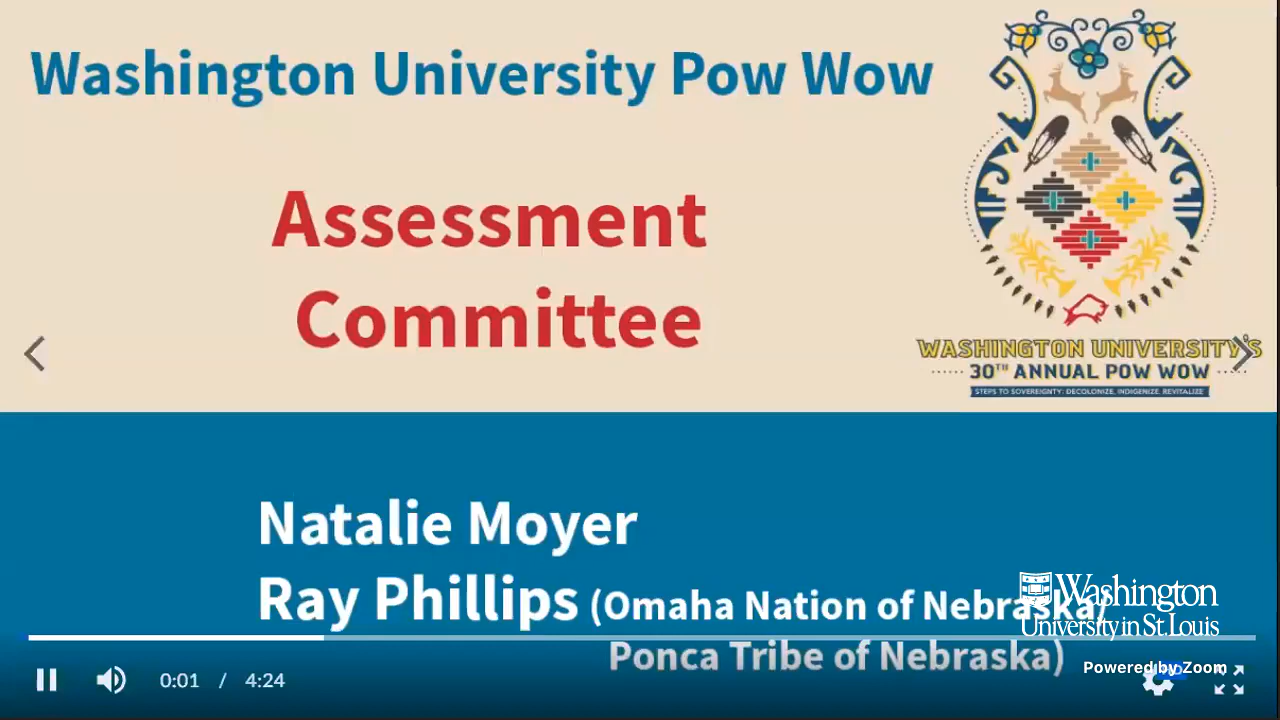 Washington University Pow Wow
Assessment
Committee
WASHINGTON UNIVERSITY'S
30TH ANNUAL POW WOW
STEPS TO SOVEREIGNTY: DECOLONIZE, INDIGENIZE, REVITALIZE
Natalie Moyer
Ray Phillips (Omaha Nation of Nebraska/
Ponca Tribe of Nebraska)
Washington
University in St. Louis
Powered by Zoom
0:01 / 4:24